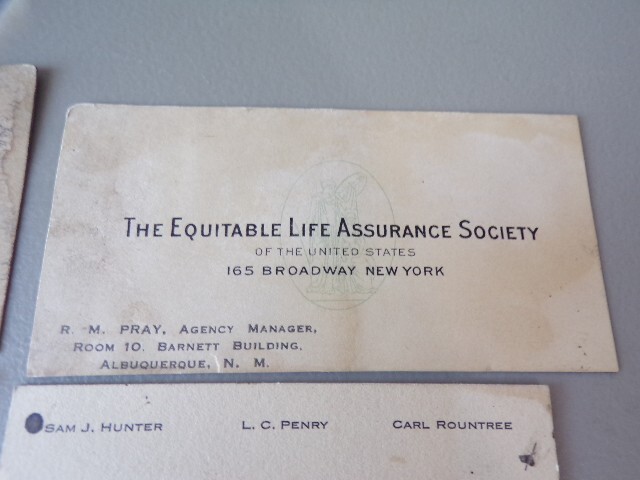 THE EQUITABLE LIFE ASSURANCE SOCIETY
OF THE UNITED STATES
165 BROADWAY NEW YORK
R. M. PRAY, AGENCY MANAGER,
ROOM 10. BARNETT BUILDING.
ALBUQUERQUE, N. M.
SAM J. HUNTER L. C. PENRY CARL ROUNTREE